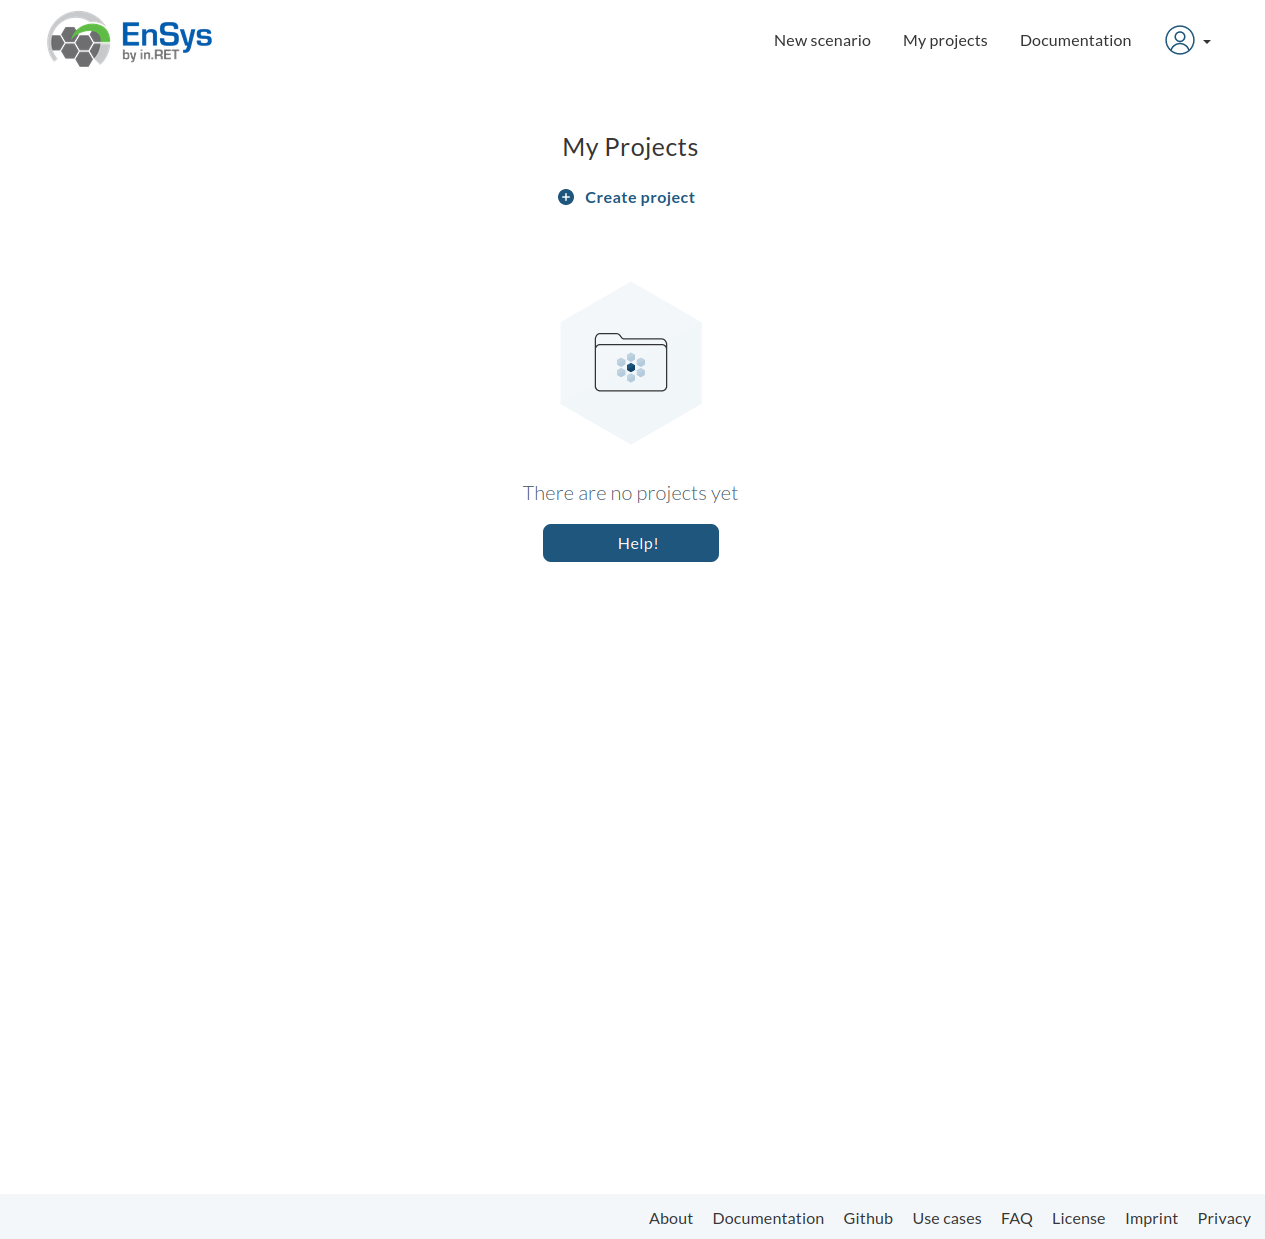 EnSys
by in.RET
New scenario
My projects
Documentation
My Projects
Create project
There are no projects yet
Help!
About
Documentation
Github
Use cases
FAQ
License
Imprint
Privacy